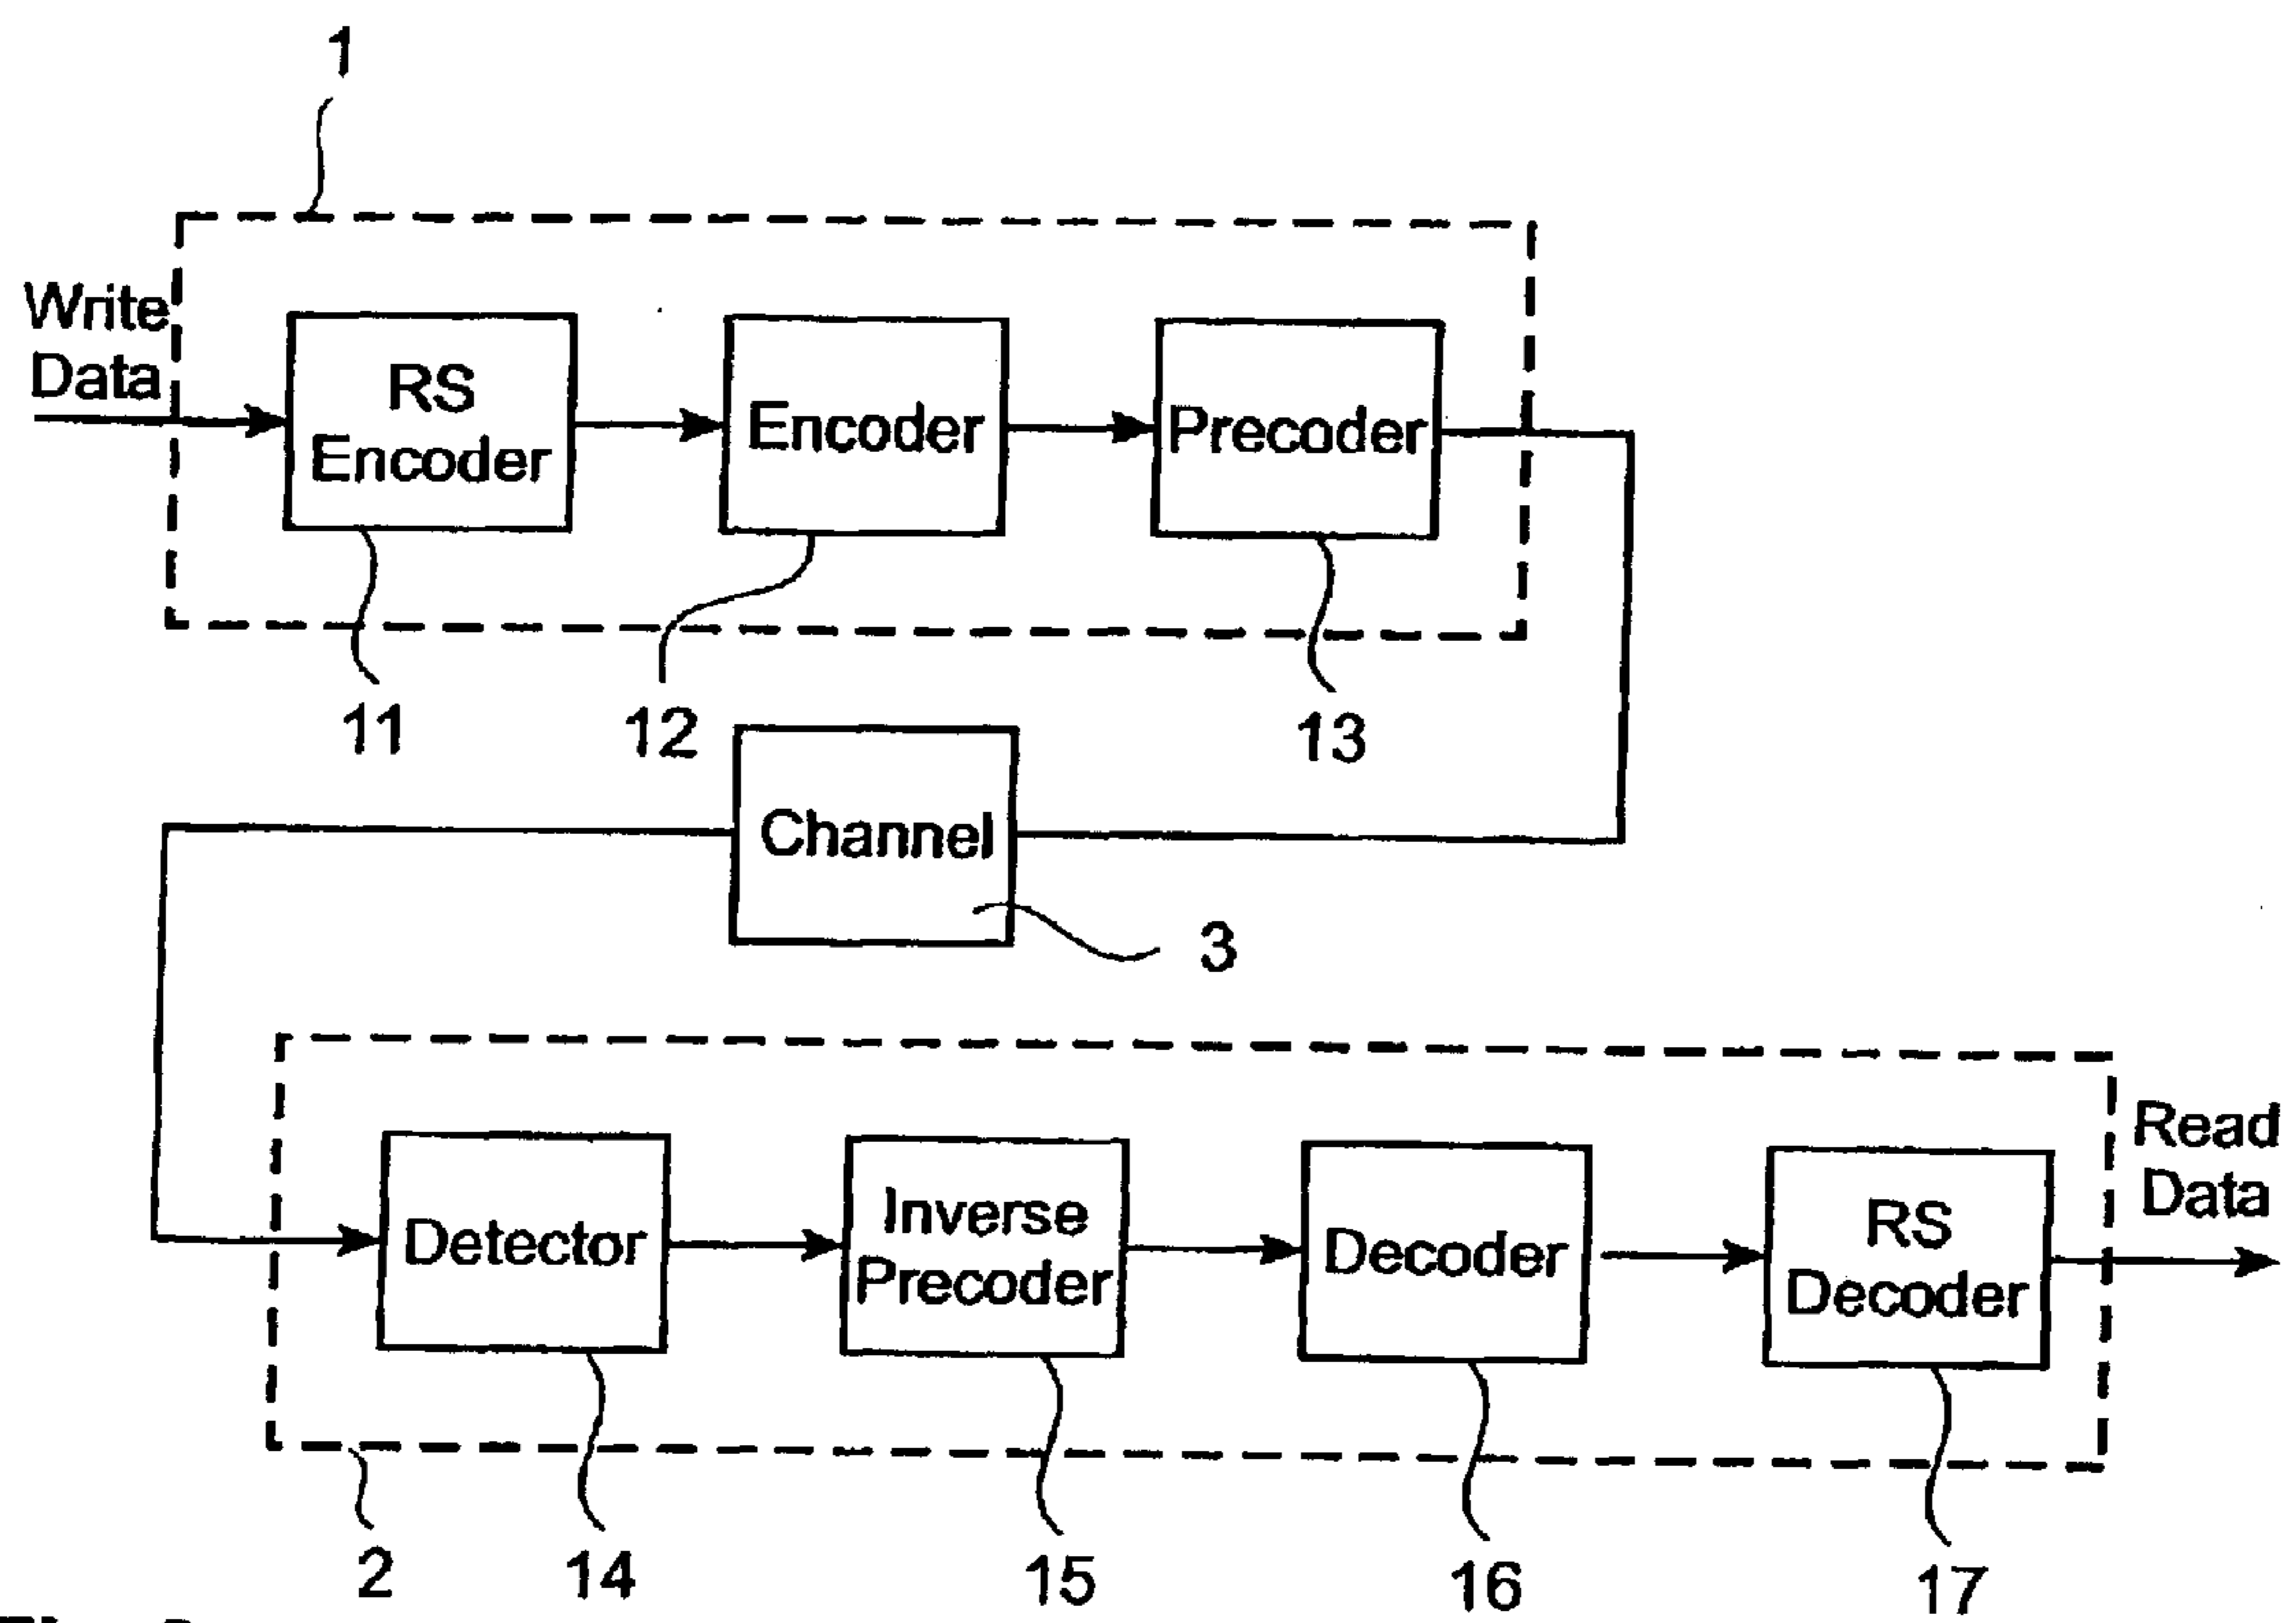 1
Write
Data
RS
Encoder
Encoder
Precoder
11
12
13
Channel
3
Detector
Inverse
Precoder
Decoder
RS
Decoder
Read
Data
2
14
15
16
17